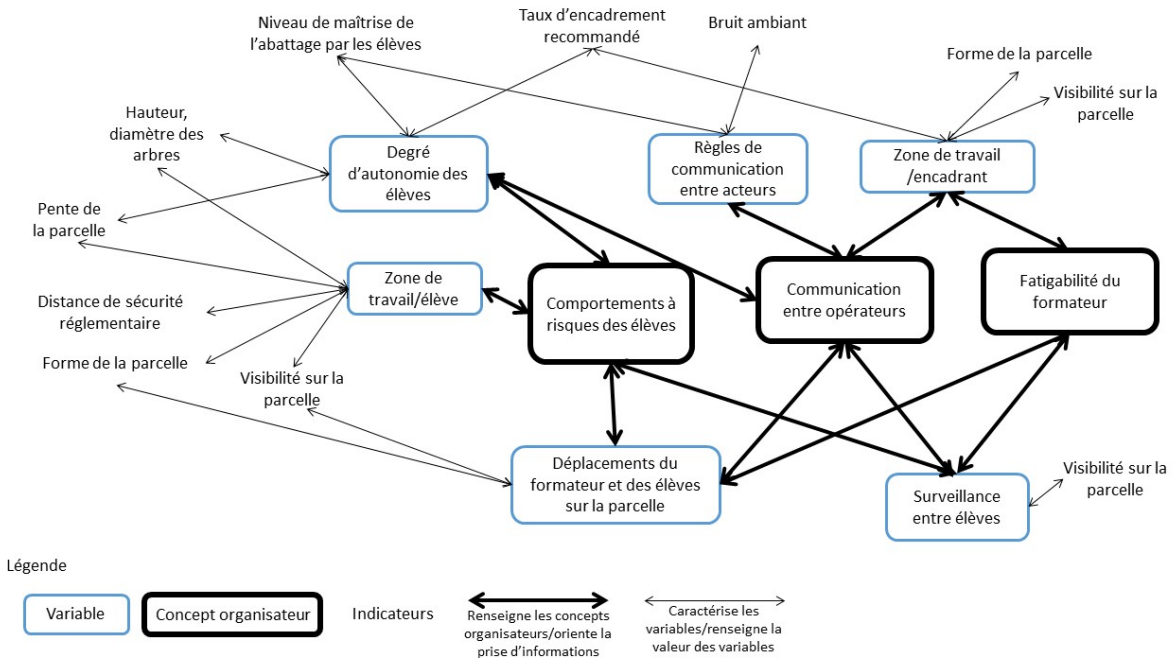 Niveau de maîtrise de
l’abattage par les élèves
Taux d’encadrement
recommandé
Bruit ambiant
Forme de la parcelle
Visibilité sur la
parcelle
Hauteur,
diamètre des
arbres
Degré
d’autonomie des
élèves
Règles de
communication
entre acteurs
Zone de travail
/encadrant
Pente de
la parcelle
Zone de
travail/élève
Comportements à
risques des élèves
Communication
entre opérateurs
Fatigabilité du
formateur
Distance de sécurité
réglementaire
Forme de la parcelle
Visibilité sur la
parcelle
Déplacements du
formateur et des élèves
sur la parcelle
Surveillance
entre élèves
Visibilité sur la
parcelle
Légende
Variable
Concept organisateur
Indicateurs
Renseigne les concepts
organisateurs/oriente la
prise d’informations
Caractérise les
variables/renseigne la
valeur des variables